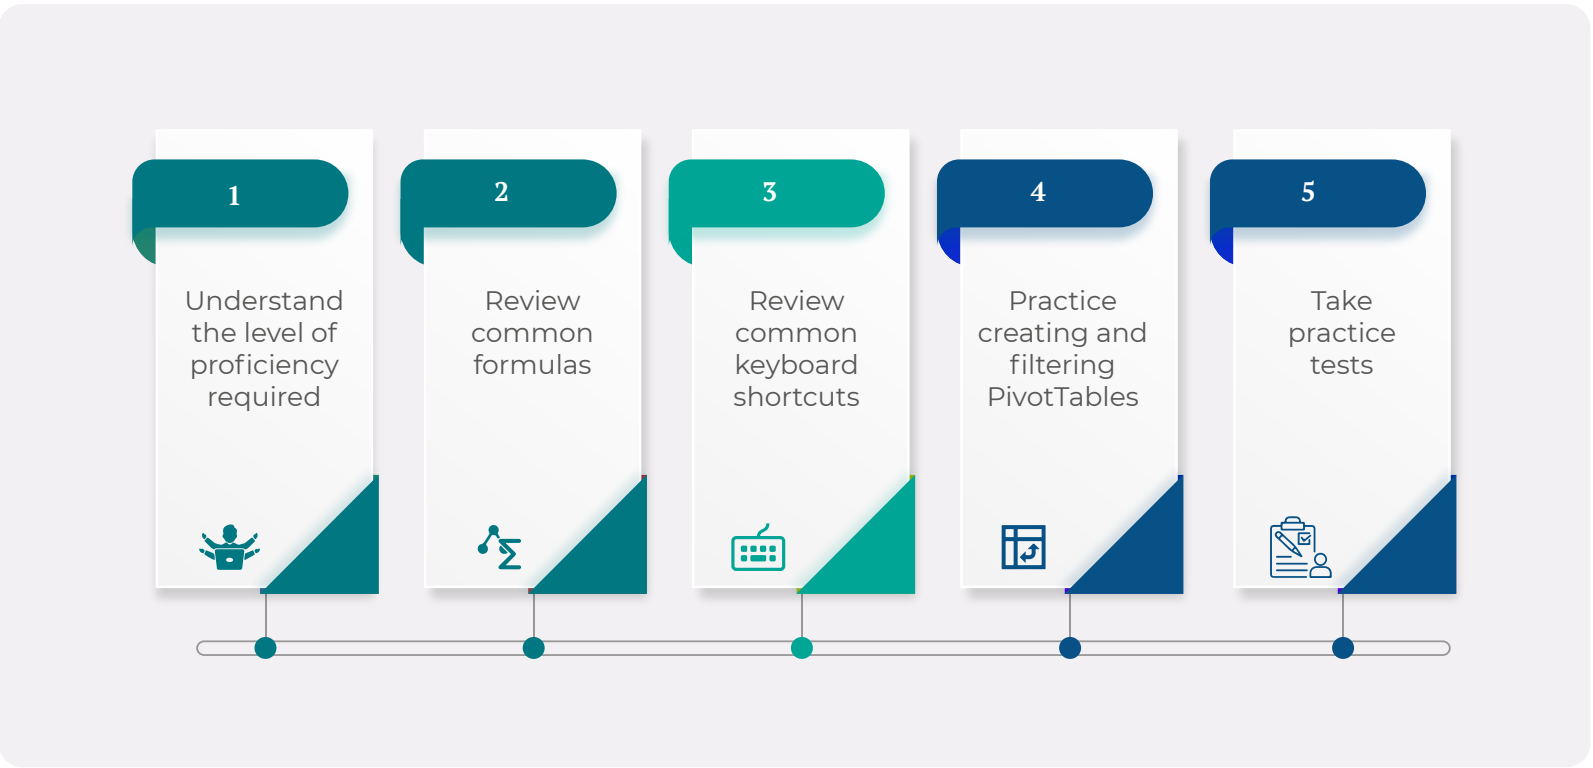 1
Understand
the level of
proficiency
required
2
Review
common
formulas
3
Review
common
keyboard
shortcuts
4
Practice
creating and
filtering
PivotTables
5
Take
practice
tests